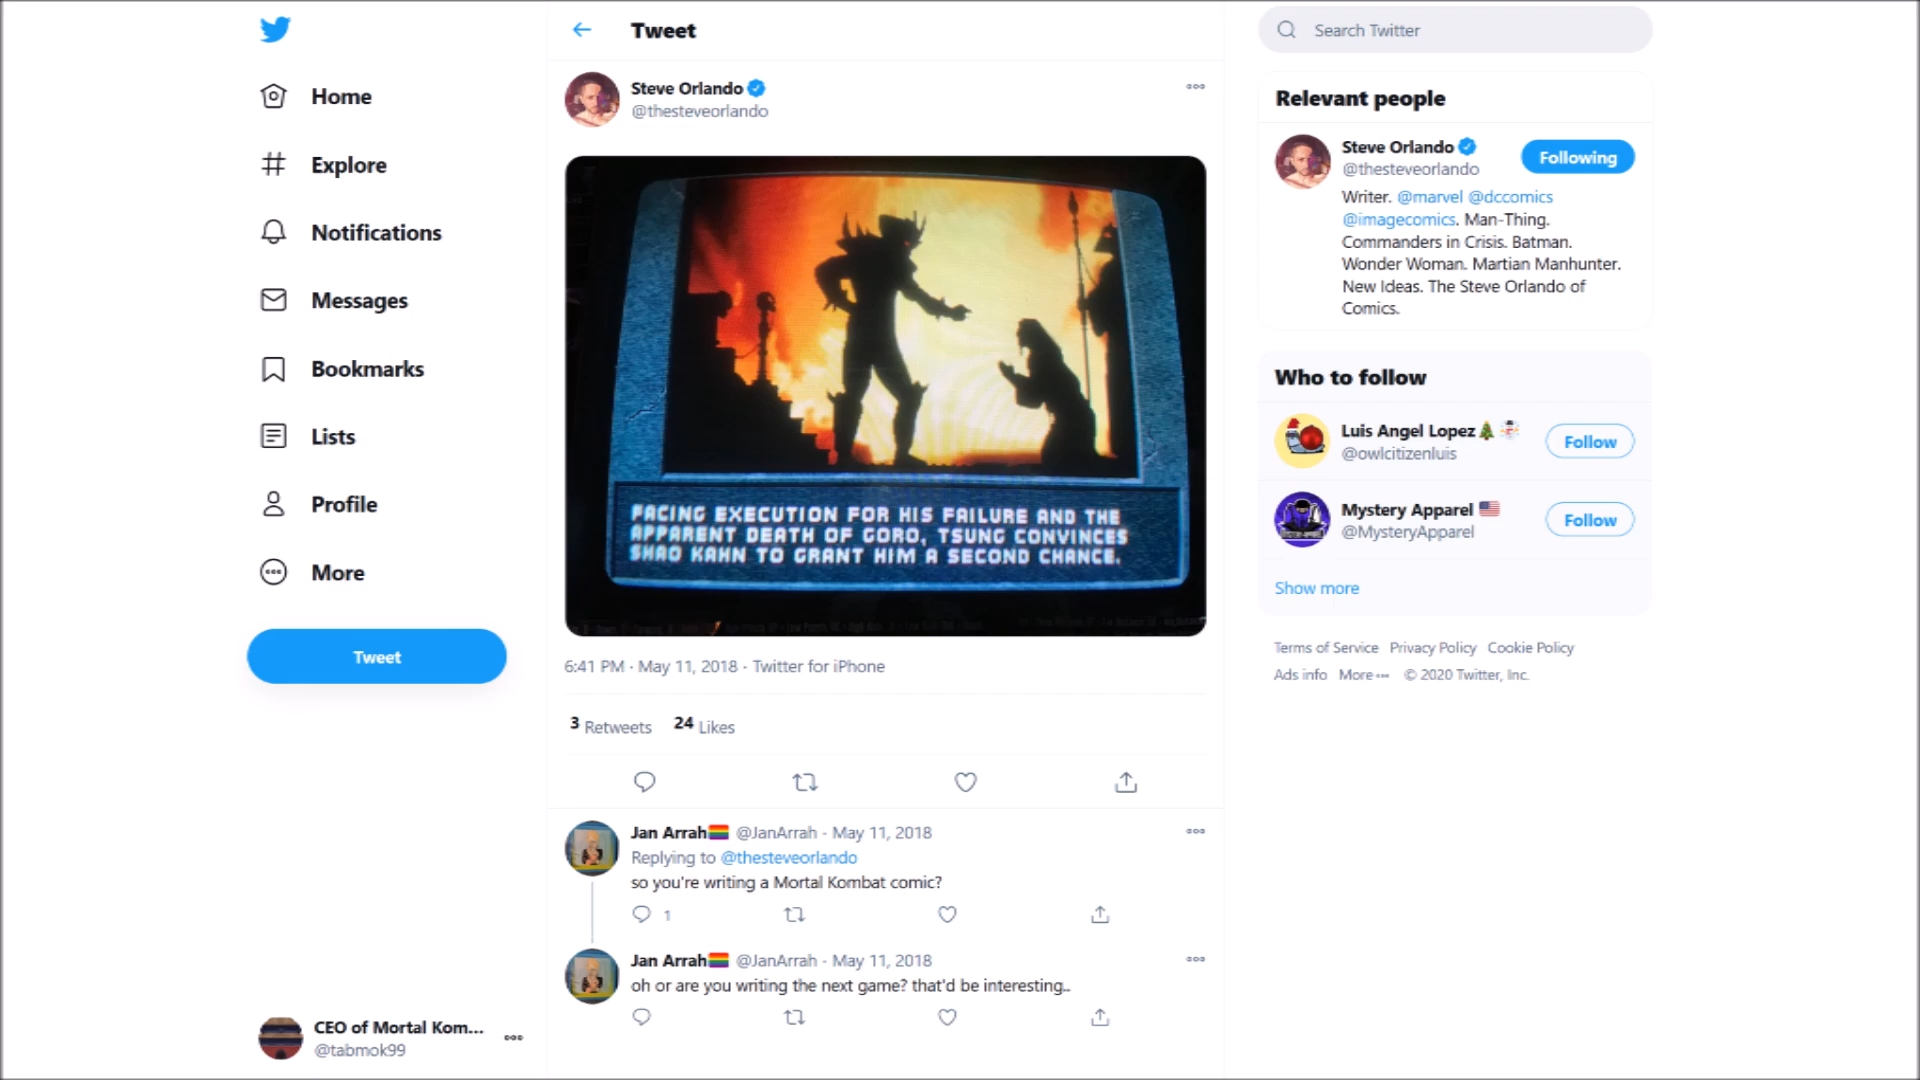 Home
Explore
Notifications
Messages
Bookmarks
Lists
Profile
More
Tweet
CEO of Mortal Kom...
@tabmok99
Tweet
Steve Orlando
@thesteveorlando
FACING EXECUTION FOR HIS FAILURE AND THE
APPARENT DEATH OF GORO, TSUNG CONVINCES
SHAO KAHN TO GRANT HIM A SECOND CHANCE.
6:41 PM · May 11, 2018 · Twitter for iPhone
3 Retweets 24 Likes
Jan Arrah @JanArrah · May 11, 2018
Replying to @thesteveorlando
so you're writing a Mortal Kombat comic?
1
Jan Arrah @JanArrah · May 11, 2018
oh or are you writing the next game? that'd be interesting..
Search Twitter
Relevant people
Steve Orlando
@thesteveorlando
Following
Writer. @marvel @dccomics
@imagecomics. Man-Thing.
Commanders in Crisis. Batman.
Wonder Woman. Martian Manhunter.
New Ideas. The Steve Orlando of
Comics.
Who to follow
Luis Angel Lopez
@owlcitizenluis
Follow
Mystery Apparel
@MysteryApparel
Follow
Show more
Terms of Service Privacy Policy Cookie Policy
Ads info More © 2020 Twitter, Inc.